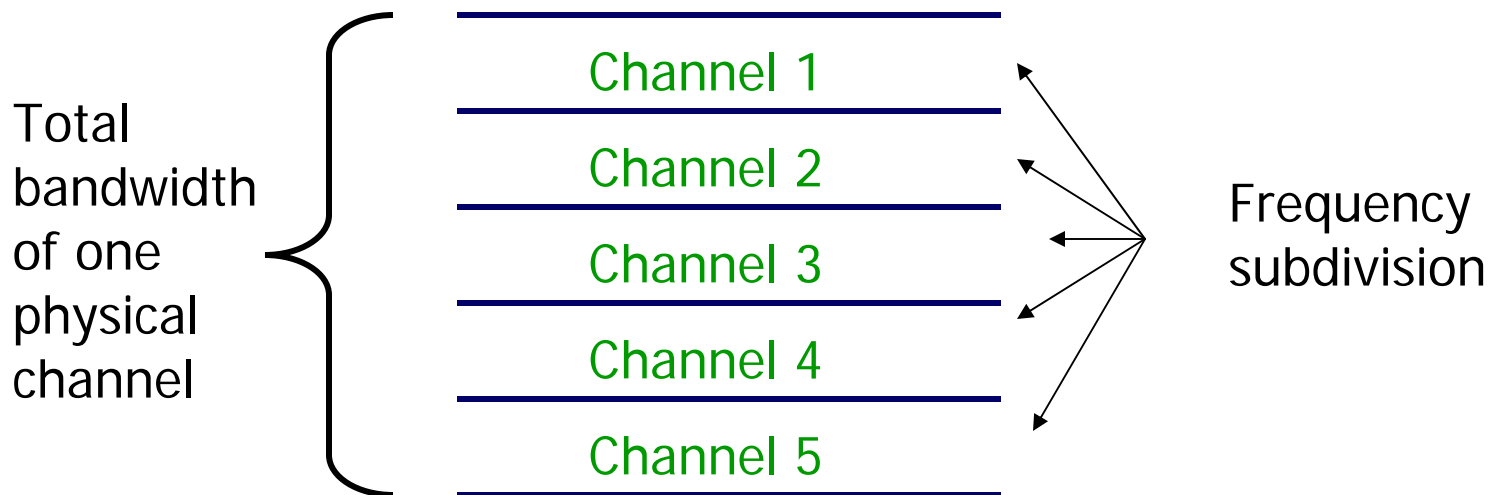 Total
bandwidth
of one
physical
channel
Channel 1
Channel 2
Channel 3
Channel 4
Channel 5
Frequency
subdivision